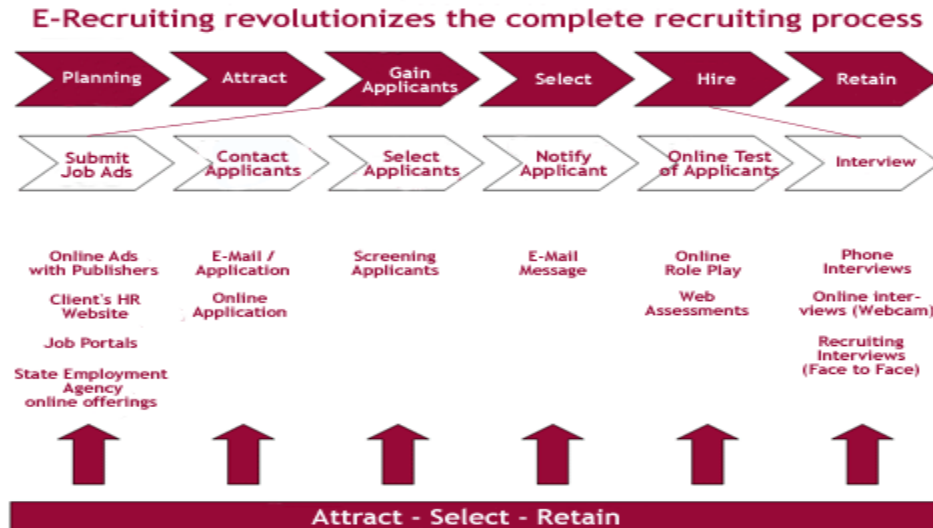 E-Recruiting revolutionizes the complete recruiting process
Planning
Attract
Gain
Applicants
Select
Hire
Retain
Submit
Job Ads
Contact
Applicants
Select
Applicants
Notify
Applicant
Online Test
of Applicants
Interview
Online Ads
with Publishers
Client's HR
Website
Job Portals
State Employment
Agency
online offerings
E-Mail /
Application
Online
Application
Screening
Applicants
E-Mail
Message
Online
Role Play
Web
Assessments
Phone
Interviews
Online inter-
views (Webcam)
Recruiting
Interviews
(Face to Face)
Attract - Select - Retain